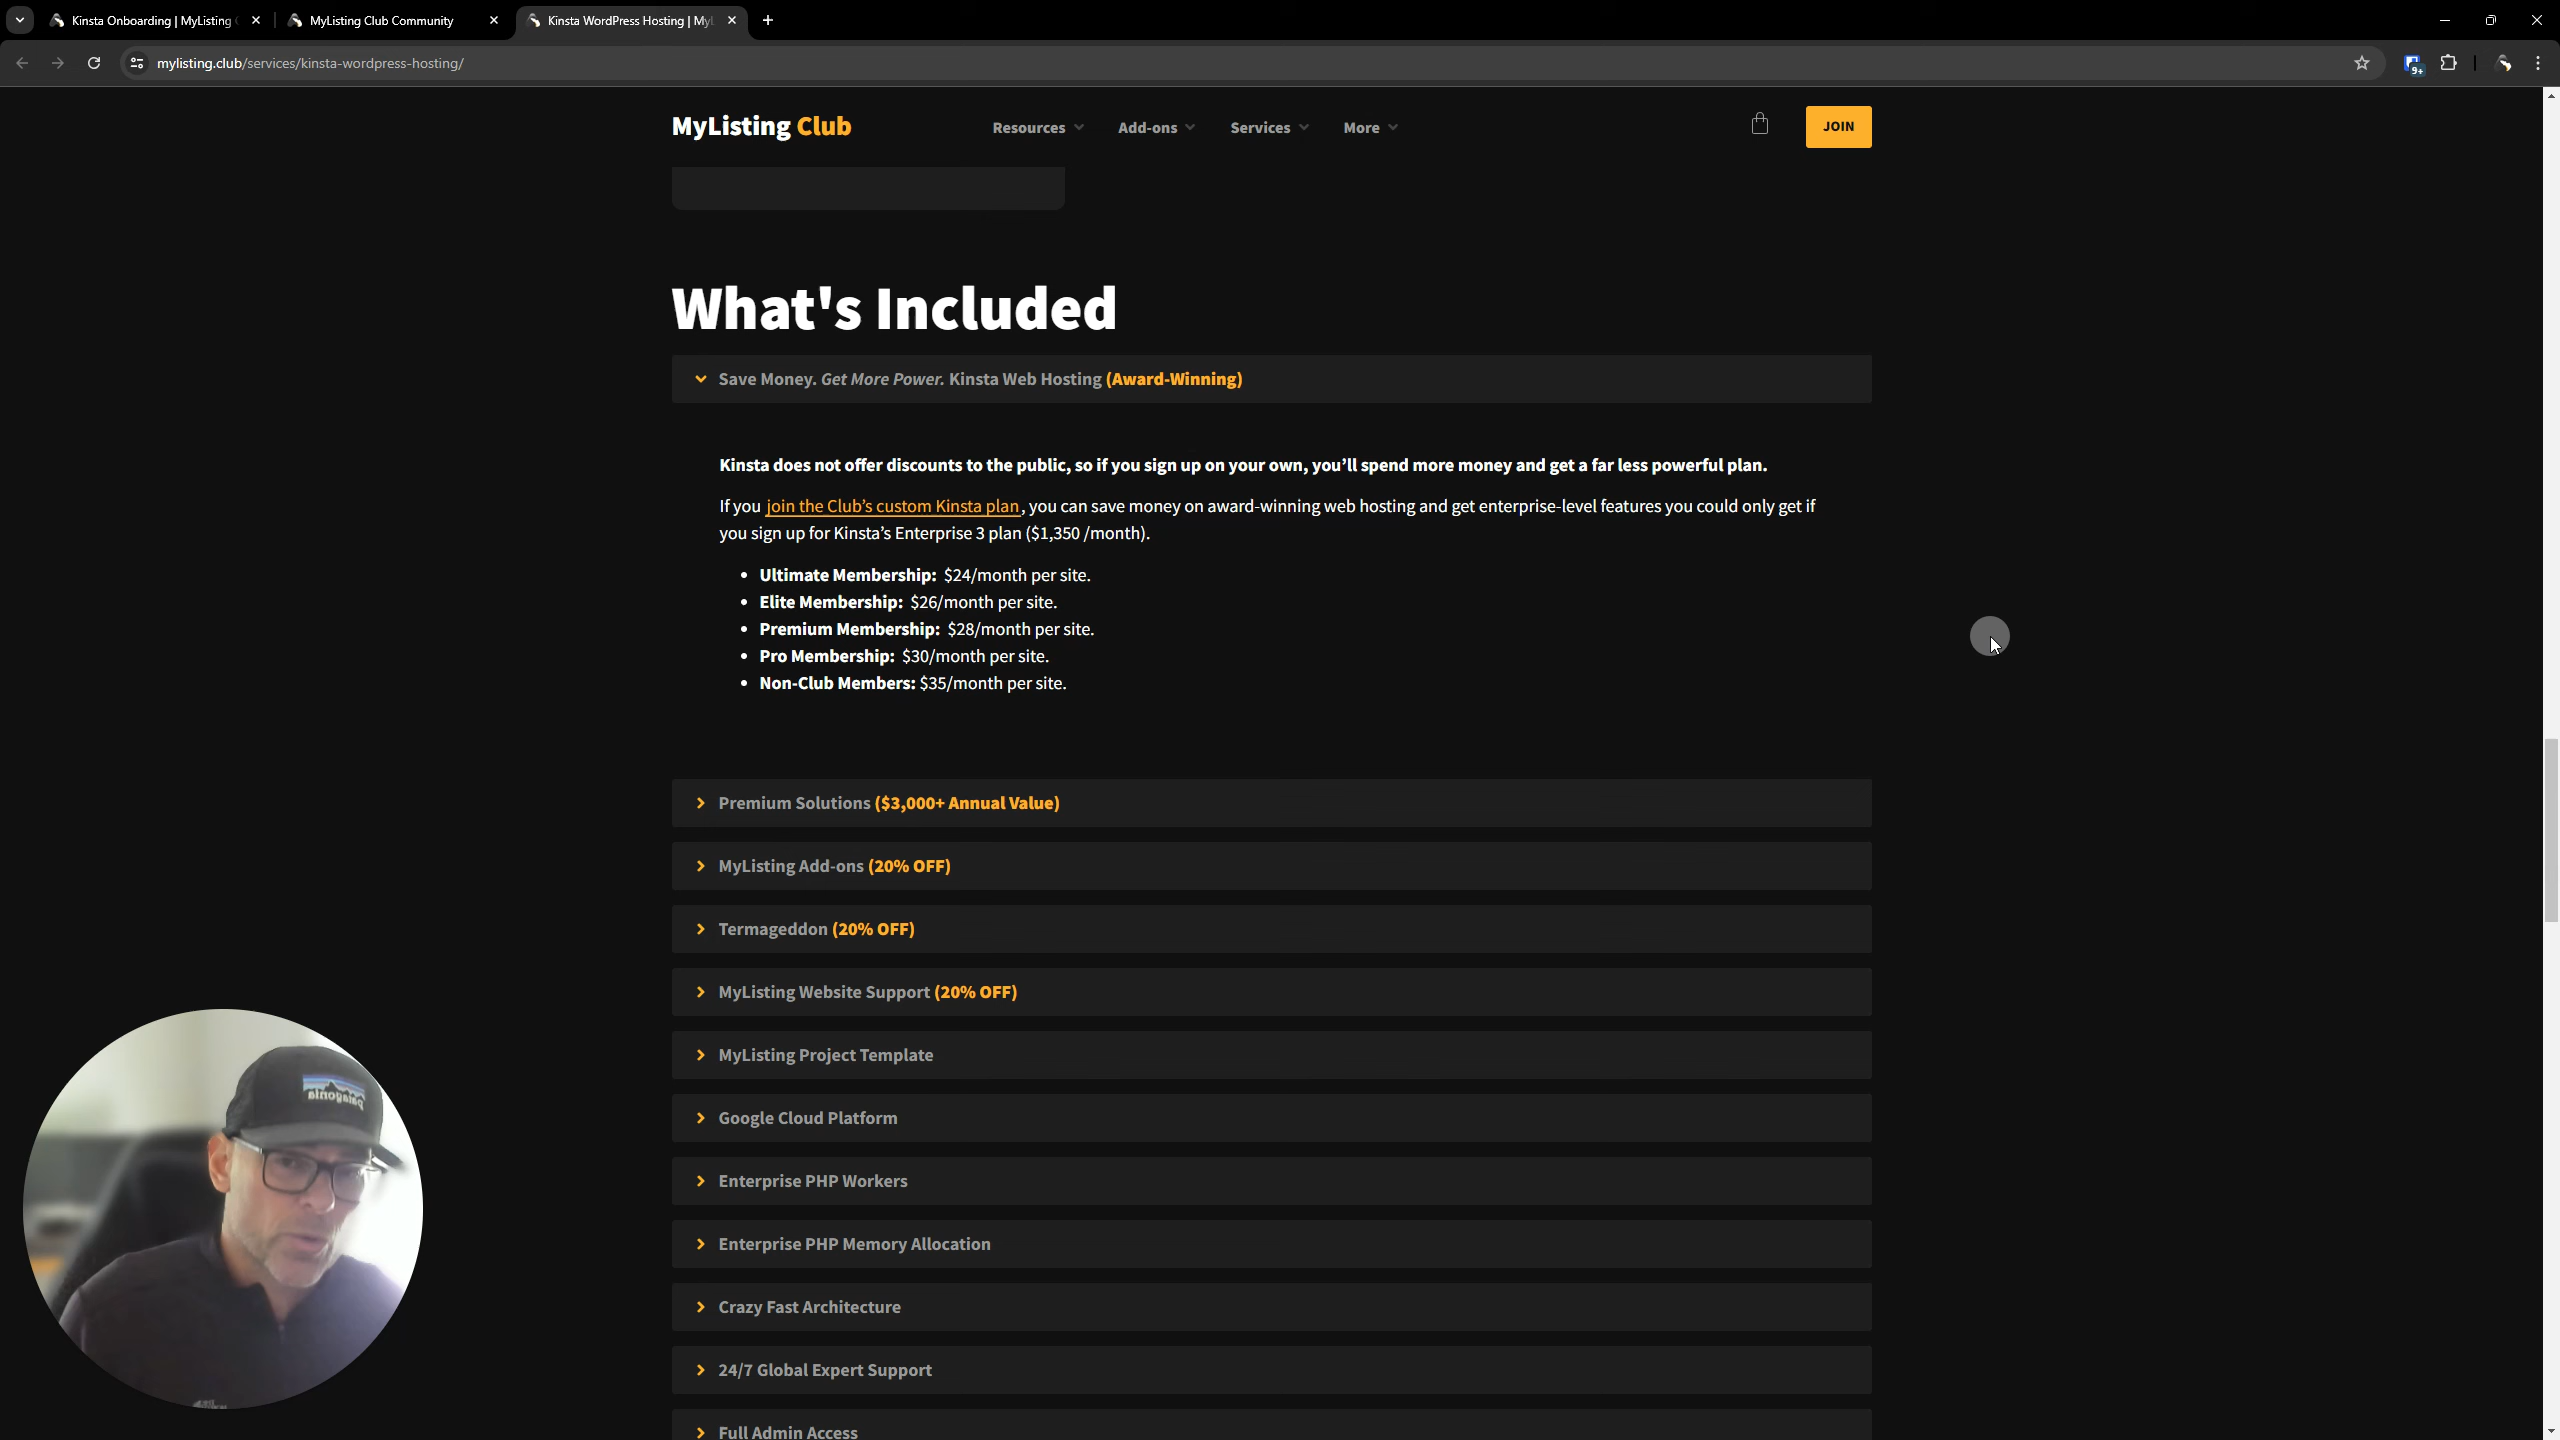 Kinsta Onboarding | MyListing
MyListing Club Community
Kinsta WordPress Hosting | MyL
mylisting.club/services/kinsta-wordpress-hosting/
9+
MyListing Club
Resources
Add-ons
Services
More
JOIN
What's Included
Save Money. Get More Power. Kinsta Web Hosting (Award-Winning)
Kinsta does not offer discounts to the public, so if you sign up on your own, you’ll spend more money and get a far less powerful plan.
If you join the Club’s custom Kinsta plan, you can save money on award-winning web hosting and get enterprise-level features you could only get if
you sign up for Kinsta’s Enterprise 3 plan ($1,350 /month).
• Ultimate Membership: $24/month per site.
• Elite Membership: $26/month per site.
• Premium Membership: $28/month per site.
• Pro Membership: $30/month per site.
• Non-Club Members: $35/month per site.
Premium Solutions ($3,000+ Annual Value)
MyListing Add-ons (20% OFF)
Termageddon (20% OFF)
MyListing Website Support (20% OFF)
MyListing Project Template
Google Cloud Platform
Enterprise PHP Workers
Enterprise PHP Memory Allocation
Crazy Fast Architecture
24/7 Global Expert Support
Full Admin Access
patagonia